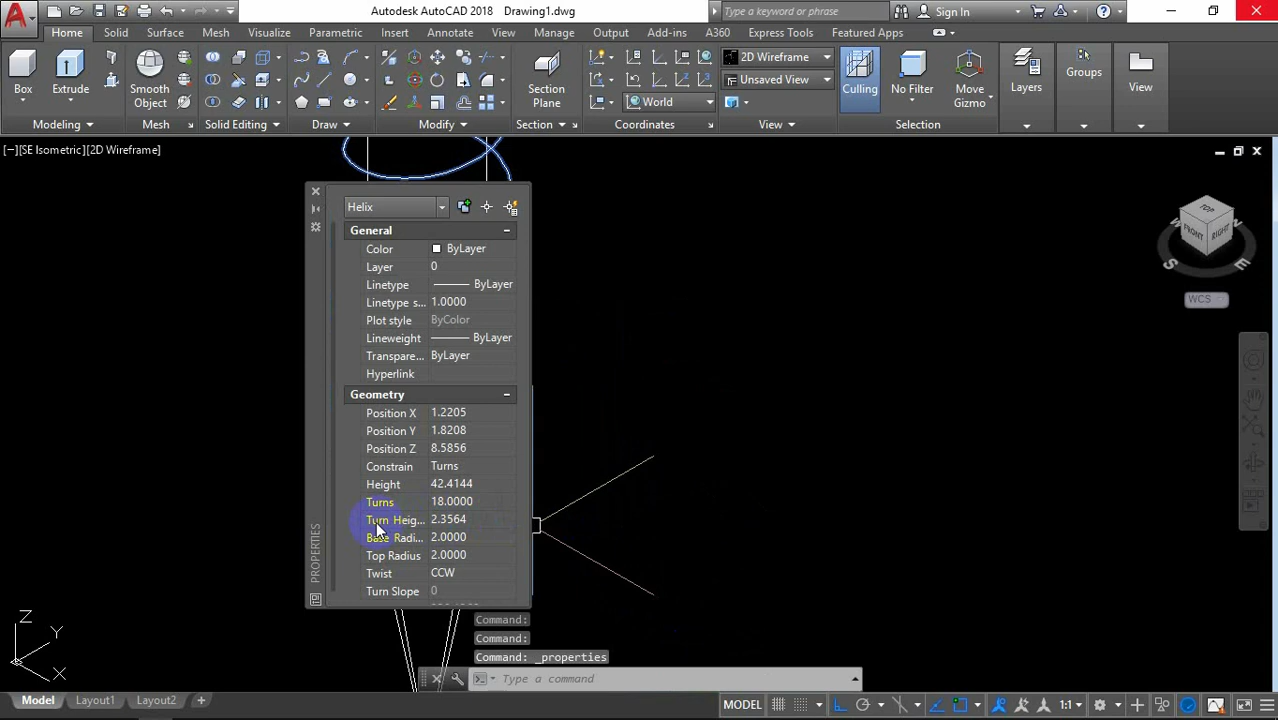 Autodesk AutoCAD 2018 Drawing1.dwg
Type a keyword or phrase
Sign In
Home Solid Surface Mesh Visualize Parametric Insert Annotate View Manage Output Add-ins A360 Express Tools Featured Apps
Box
Extrude
Smooth Object
Section Plane
2D Wireframe
Unsaved View
World
Culling
No Filter
Move Gizmo
Layers
Groups
View
Modeling Mesh Solid Editing Draw Modify Section Coordinates View Selection
[−][SE Isometric][2D Wireframe]
TOP
FRONT RIGHT
S E
WCS
Helix
General
Color ByLayer
Layer 0
Linetype ByLayer
Linetype s... 1.0000
Plot style ByColor
Lineweight ByLayer
Transpare... ByLayer
Hyperlink
Geometry
Position X 1.2205
Position Y 1.8208
Position Z 8.5856
Constrain Turns
Height 42.4144
Turns 18.0000
Turn Heig... 2.3564
Base Radi... 2.0000
Top Radius 2.0000
Twist CCW
Turn Slope 0
PROPERTIES
Command:
Command:
Command: _properties
Type a command
Z
Y
X
Model Layout1 Layout2 +
MODEL
1:1